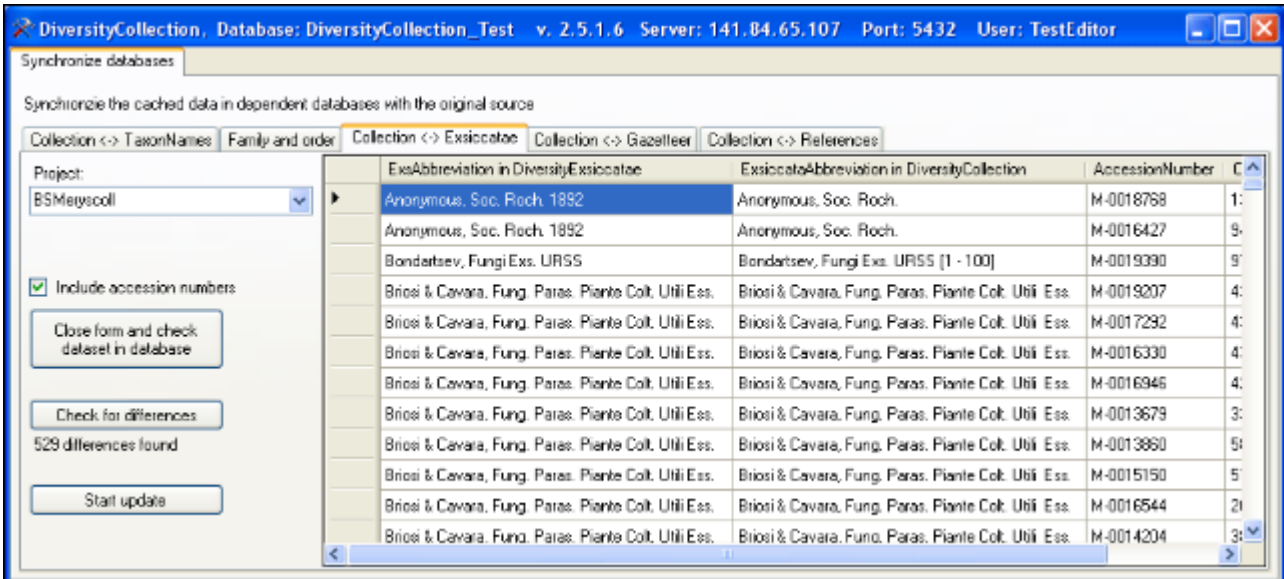 DiversityCollection, Database: DiversityCollection_Test v. 2.5.1.6 Server: 141.84.65.107 Port: 5432 User: TestEditor
Synchronize databases
Synchronzie the cached data in dependent databases with the original source
Collection <-> TaxonNames Family and order Collection <-> Exsiccatae Collection <-> Gazetteer Collection <-> References
Project:
BSMeryscoll
Include accession numbers
Close form and check
dataset in database
Check for differences
529 differences found
Start update
ExsAbbreviation in DiversityExsiccatae ExsiccataAbbreviation in DiversityCollection AccessionNumber
Anonymous, Soc. Roch. 1892 Anonymous, Soc. Roch. M-0018768
Anonymous, Soc. Roch. 1892 Anonymous, Soc. Roch. M-0016427
Bondartsev, Fungi Exs. URSS Bondartsev, Fungi Exs. URSS [1 - 100] M-0019390
Briosi & Cavara, Fung. Paras. Piante Colt. Utili Ess. Briosi & Cavara, Fung. Paras. Piante Colt. Utili Ess. M-0019207
Briosi & Cavara, Fung. Paras. Piante Colt. Utili Ess. Briosi & Cavara, Fung. Paras. Piante Colt. Utili Ess. M-0017292
Briosi & Cavara, Fung. Paras. Piante Colt. Utili Ess. Briosi & Cavara, Fung. Paras. Piante Colt. Utili Ess. M-0016330
Briosi & Cavara, Fung. Paras. Piante Colt. Utili Ess. Briosi & Cavara, Fung. Paras. Piante Colt. Utili Ess. M-0016946
Briosi & Cavara, Fung. Paras. Piante Colt. Utili Ess. Briosi & Cavara, Fung. Paras. Piante Colt. Utili Ess. M-0013679
Briosi & Cavara, Fung. Paras. Piante Colt. Utili Ess. Briosi & Cavara, Fung. Paras. Piante Colt. Utili Ess. M-0013860
Briosi & Cavara, Fung. Paras. Piante Colt. Utili Ess. Briosi & Cavara, Fung. Paras. Piante Colt. Utili Ess. M-0015150
Briosi & Cavara, Fung. Paras. Piante Colt. Utili Ess. Briosi & Cavara, Fung. Paras. Piante Colt. Utili Ess. M-0016544
Briosi & Cavara, Fung. Paras. Piante Colt. Utili Ess. Briosi & Cavara, Fung. Paras. Piante Colt. Utili Ess. M-0014204